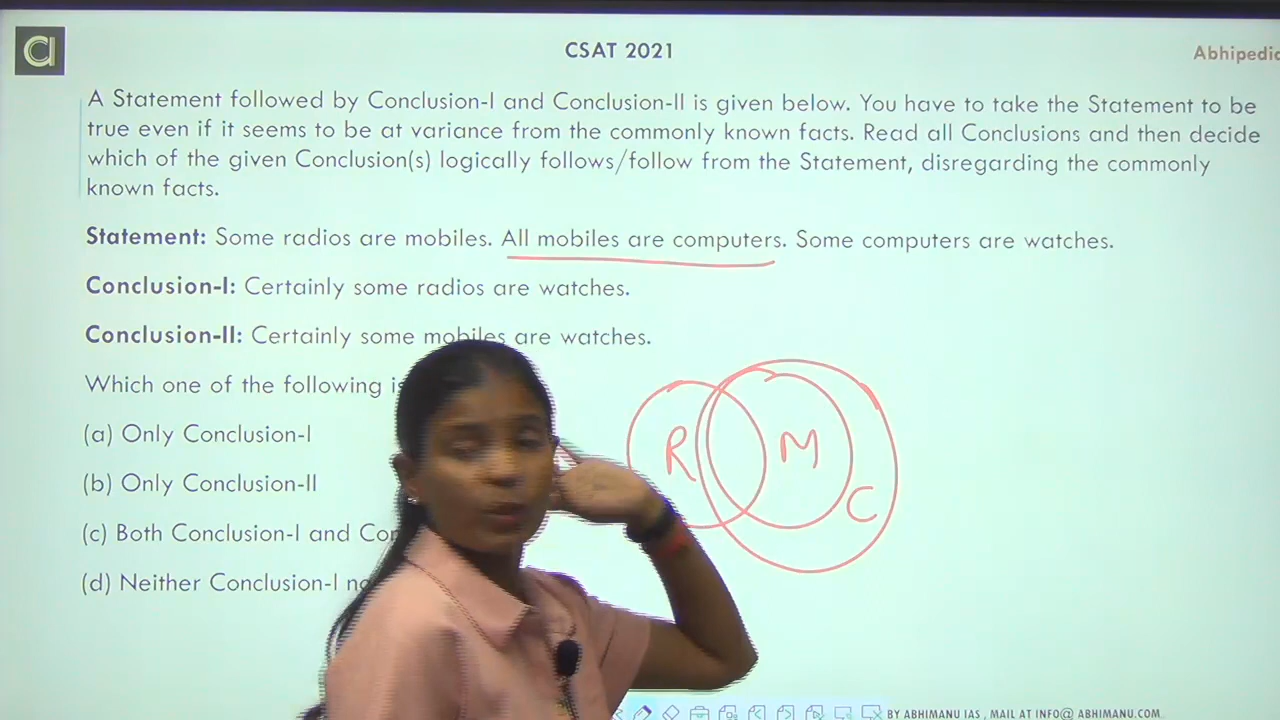 CSAT 2021
Abhipedia
A Statement followed by Conclusion-I and Conclusion-II is given below. You have to take the Statement to be
true even if it seems to be at variance from the commonly known facts. Read all Conclusions and then decide
which of the given Conclusion(s) logically follows/follow from the Statement, disregarding the commonly
known facts.
Statement: Some radios are mobiles. All mobiles are computers. Some computers are watches.
Conclusion-I: Certainly some radios are watches.
Conclusion-II: Certainly some mobiles are watches.
Which one of the following
(a) Only Conclusion-I
(b) Only Conclusion-II
(c) Both Conclusion-I and
(d) Neither Conclusion-I
R M
C
BY ABHIMANU IAS , MAIL AT INFO@ ABHIMANU.COM